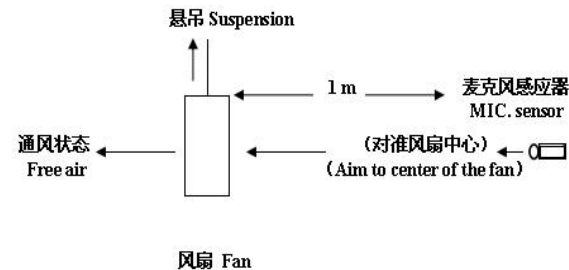 悬吊 Suspension
1 m
麦克风感应器
MIC. sensor
通风状态
Free air
(对准风扇中心)
(Aim to center of the fan)
风扇 Fan